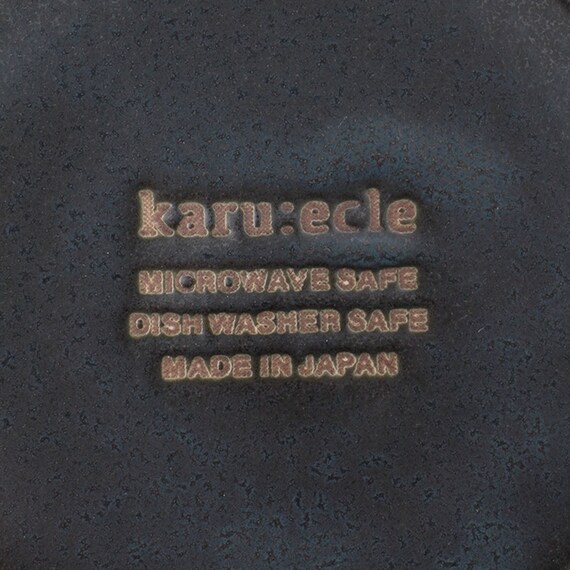 karu:ecle
MICROWAVE SAFE
DISH WASHER SAFE
MADE IN JAPAN